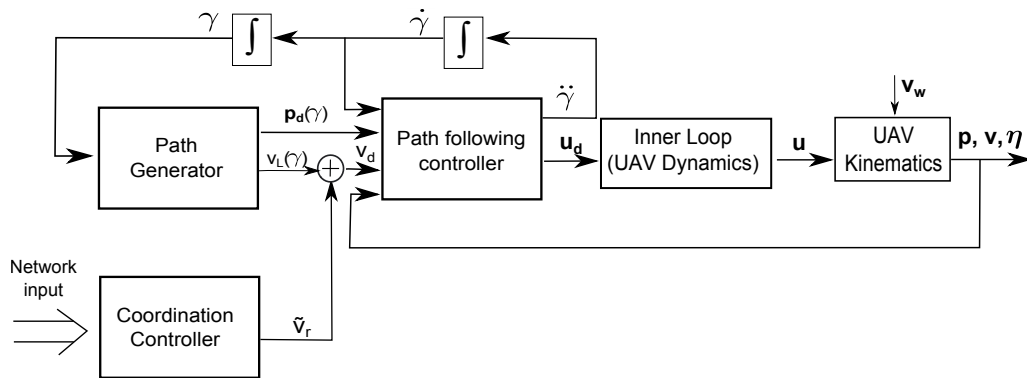 γ
∫
γ̇
∫
γ̈
Path
Generator
p_d(γ)
v_L(γ)
+
v_d
Path following
controller
u_d
Inner Loop
(UAV Dynamics)
u
v_w
UAV
Kinematics
p, v, η
Network
input
Coordination
Controller
ṽ_r